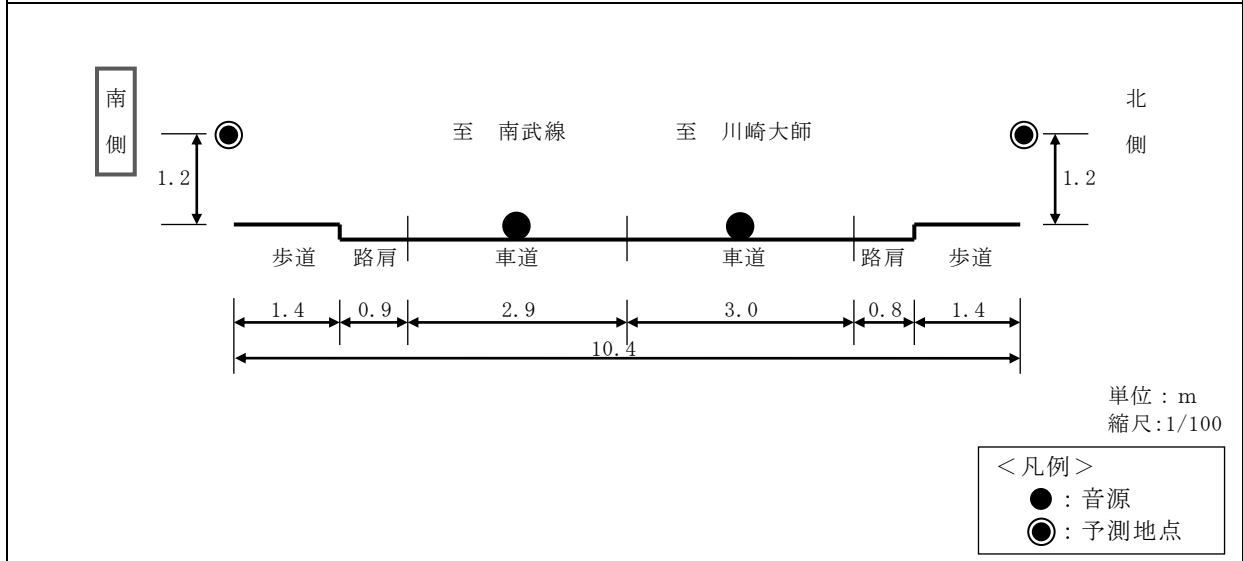 南側
北側
至 南武線
至 川崎大師
1.2
1.2
歩道
路肩
車道
車道
路肩
歩道
1.4
0.9
2.9
3.0
0.8
1.4
10.4
単位：m
縮尺:1/100
＜凡例＞
●：音源
◉：予測地点